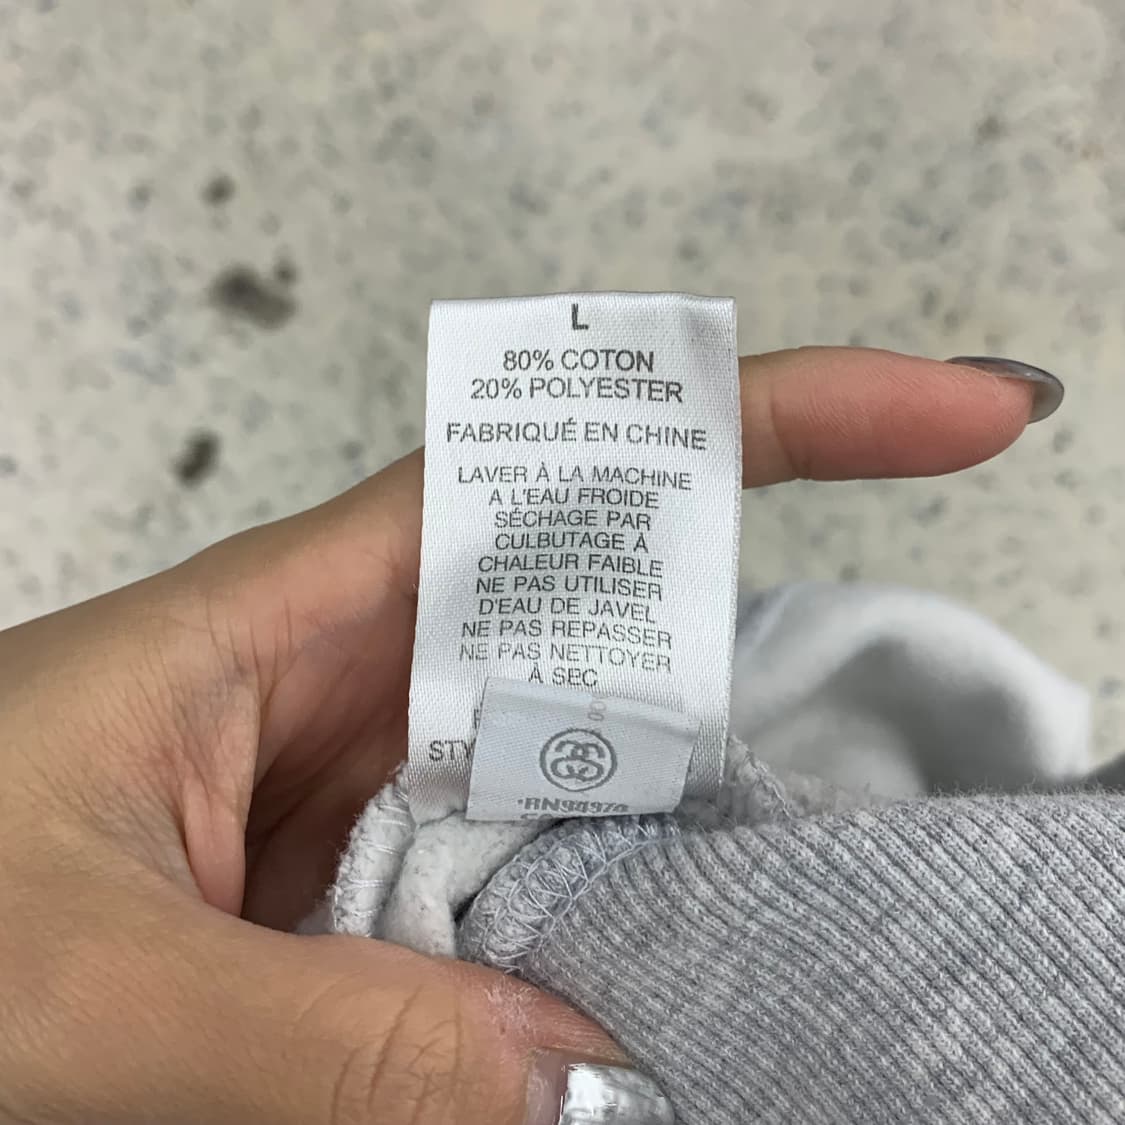 L
80% COTON
20% POLYESTER
FABRIQUÉ EN CHINE
LAVER À LA MACHINE
A L'EAU FROIDE
SÉCHAGE PAR
CULBUTAGE À
CHALEUR FAIBLE
NE PAS UTILISER
D'EAU DE JAVEL
NE PAS REPASSER
NE PAS NETTOYER
À SEC
STY